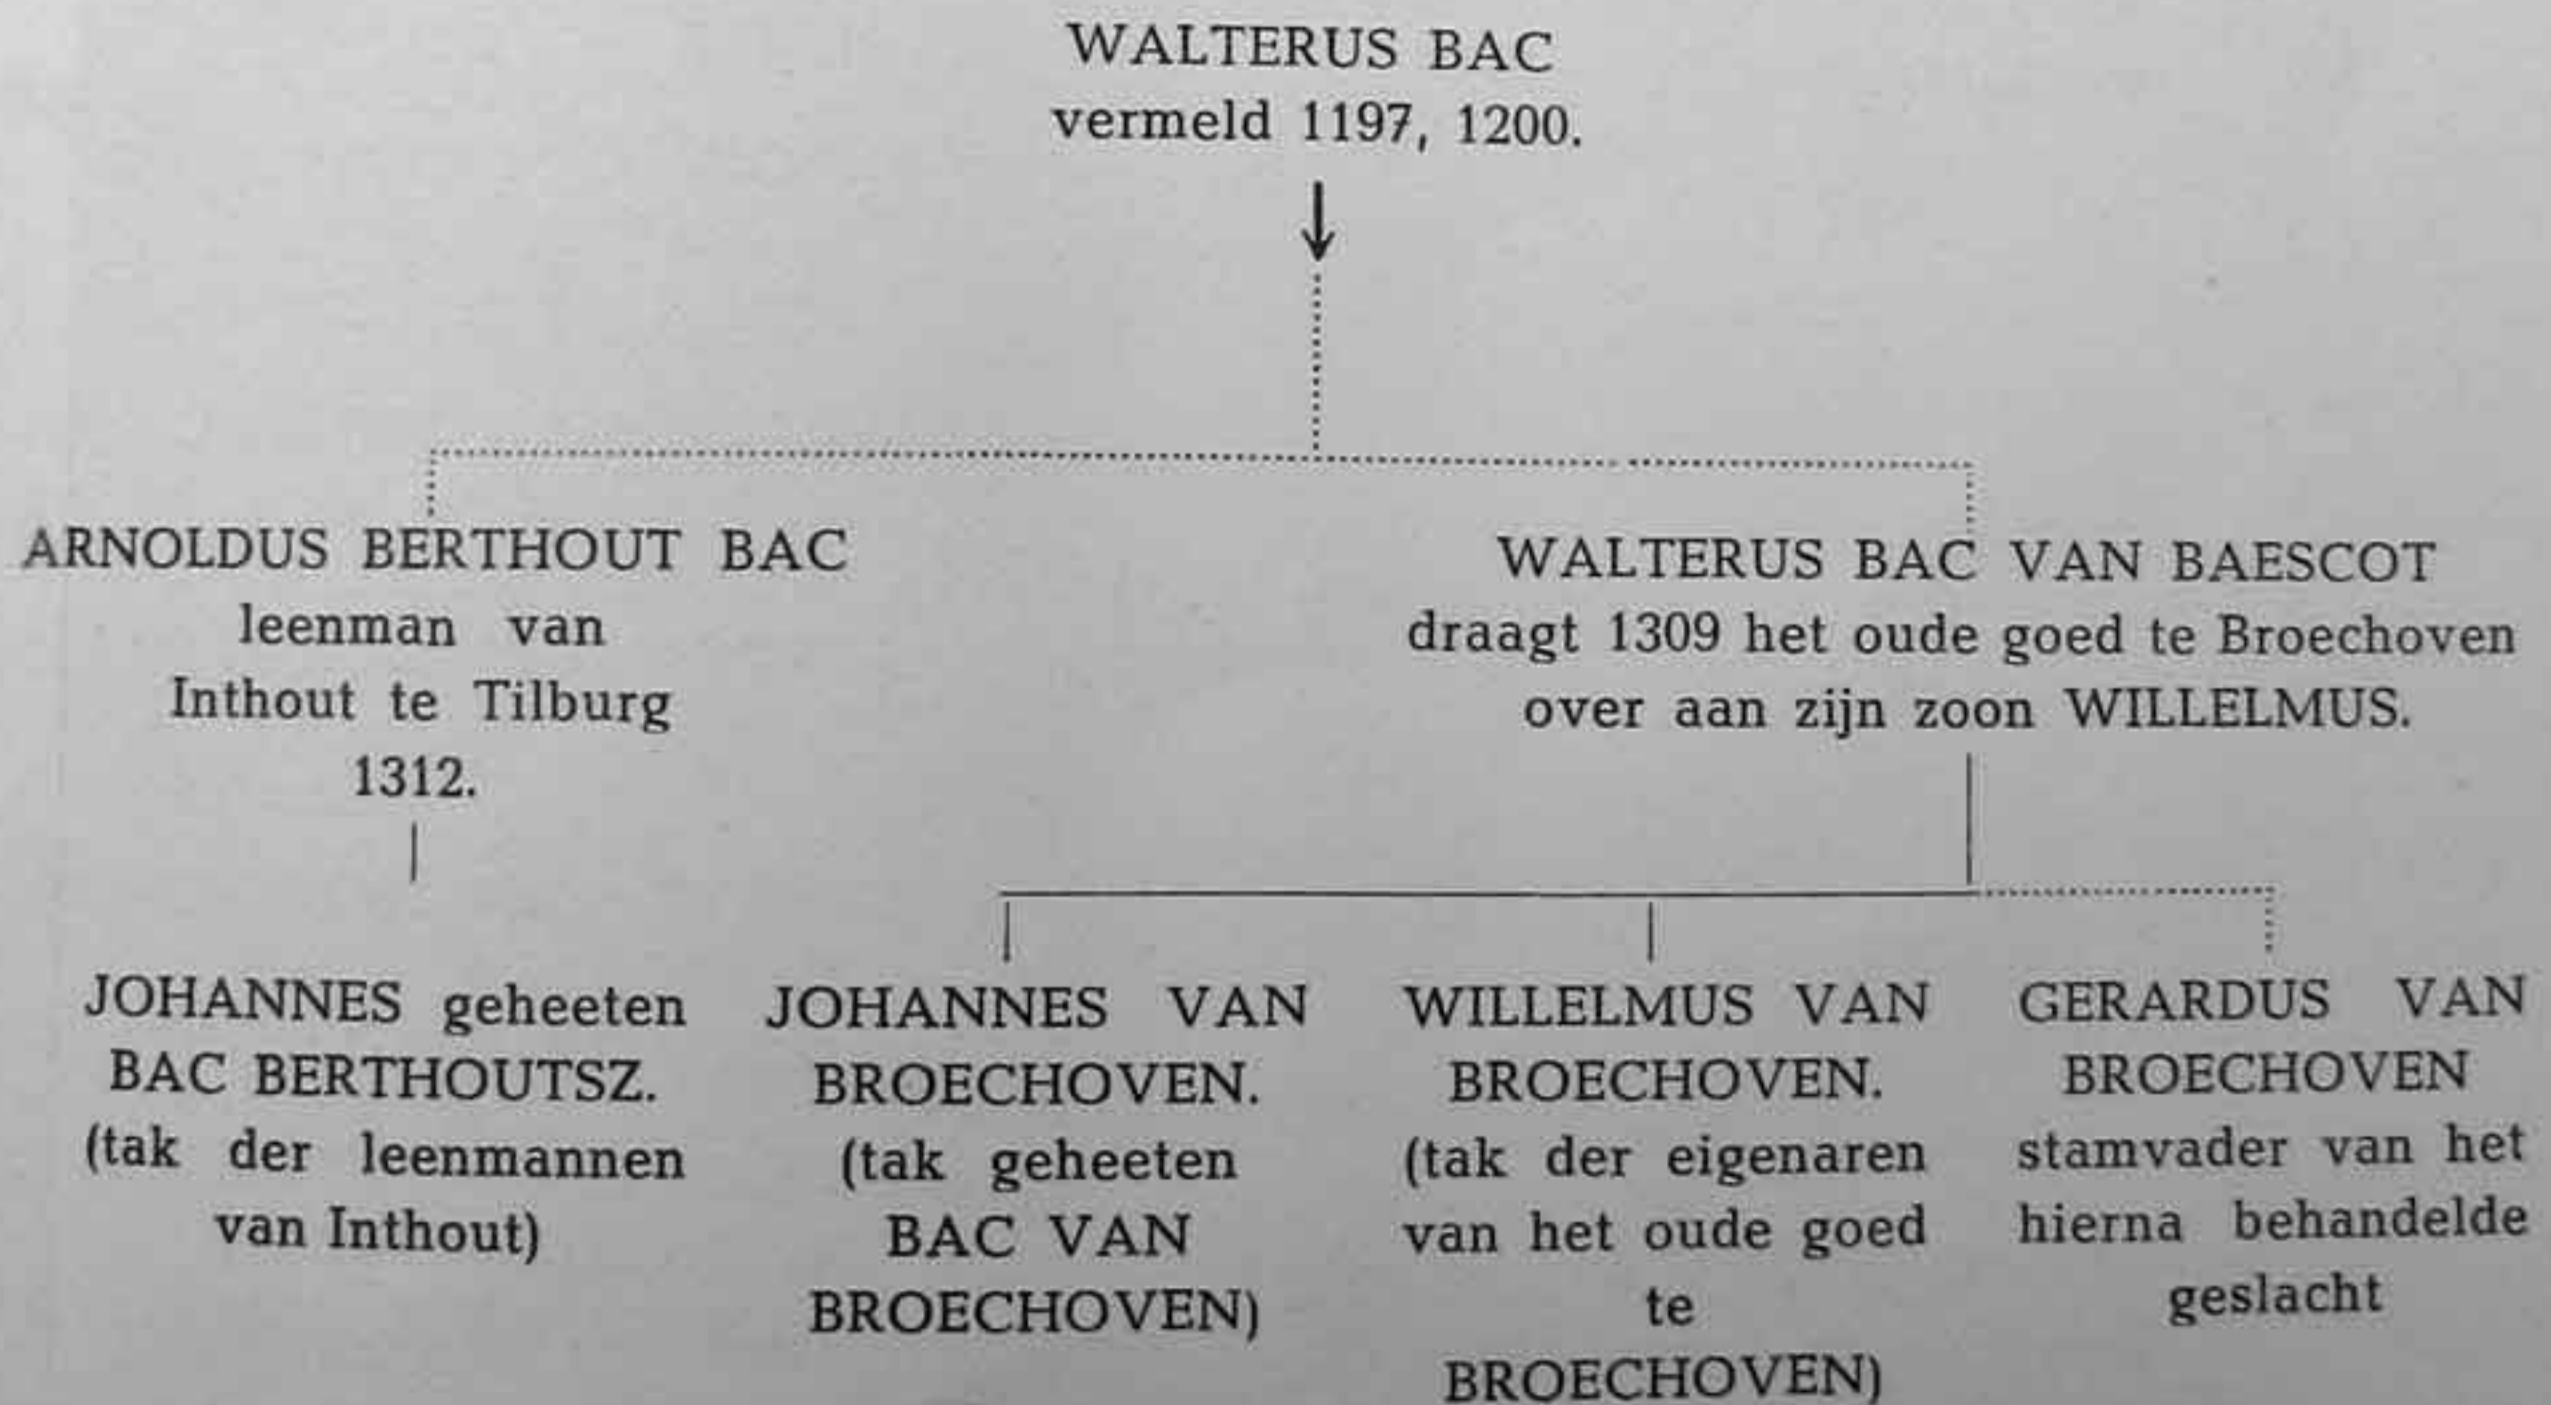 WALTERUS BAC
vermeld 1197, 1200.
ARNOLDUS BERTHOUT BAC
leenman van
Inthout te Tilburg
1312.
WALTERUS BAC VAN BAESCOT
draagt 1309 het oude goed te Broechoven
over aan zijn zoon WILLELMUS.
JOHANNES geheeten
BAC BERTHOUTSZ.
(tak der leenmannen
van Inthout)
JOHANNES VAN
BROECHOVEN.
(tak geheeten
BAC VAN
BROECHOVEN)
WILLELMUS VAN
BROECHOVEN.
(tak der eigenaren
van het oude goed
te
BROECHOVEN)
GERARDUS VAN
BROECHOVEN
stamvader van het
hierna behandelde
geslacht